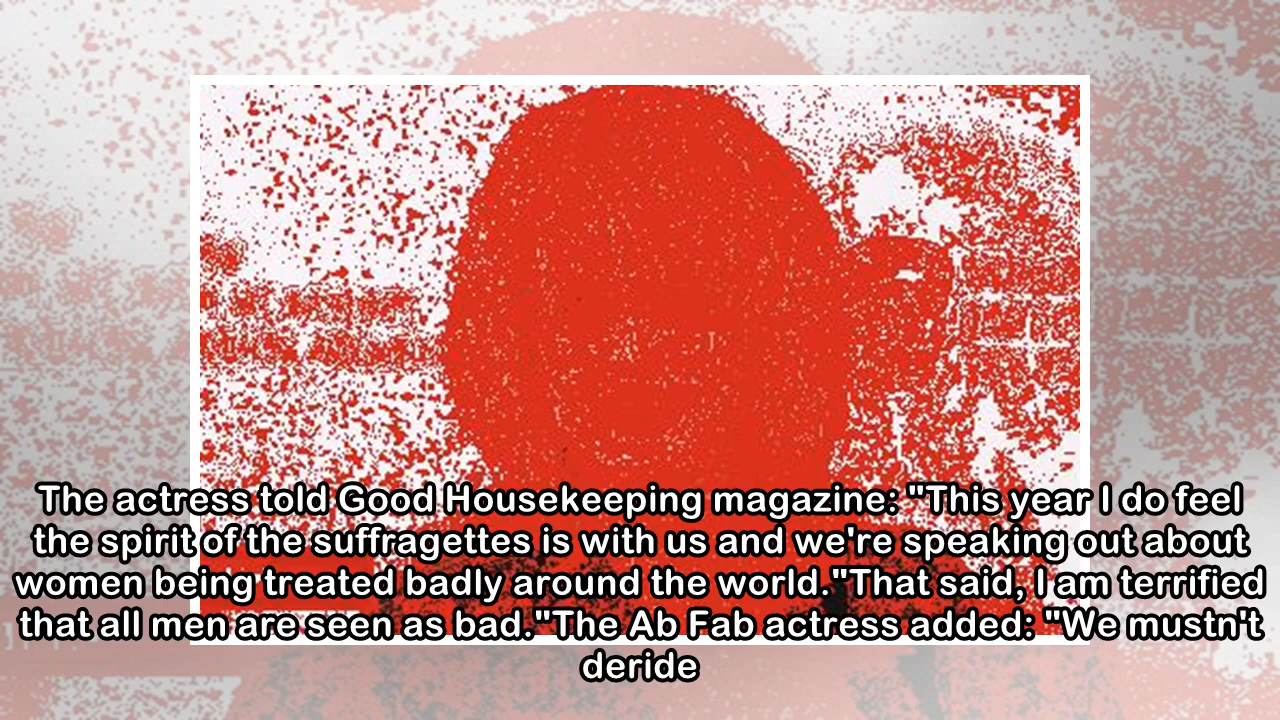 The actress told Good Housekeeping magazine: "This year I do feel
the spirit of the suffragettes is with us and we're speaking out about
women being treated badly around the world."That said, I am terrified
that all men are seen as bad."The Ab Fab actress added: "We mustn't
deride